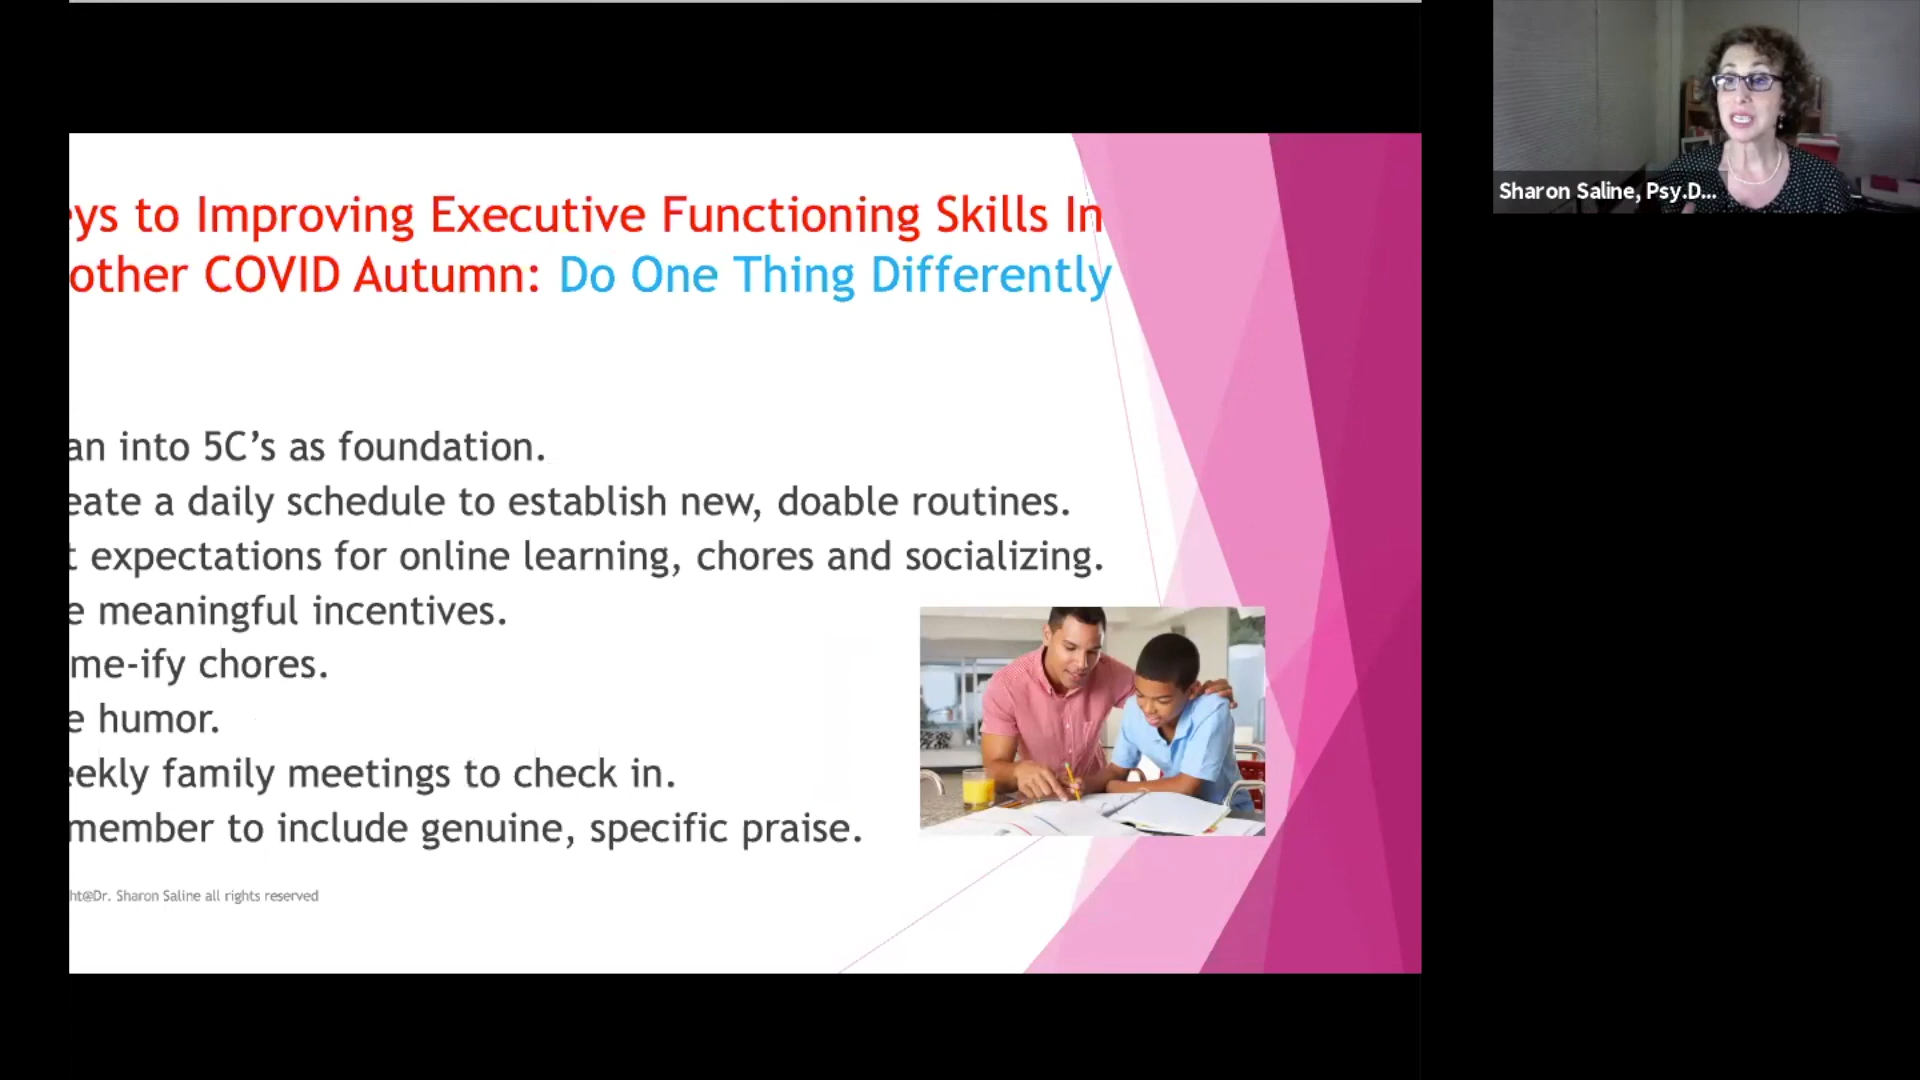 eys to Improving Executive Functioning Skills In
other COVID Autumn: Do One Thing Differently
an into 5C’s as foundation.
eate a daily schedule to establish new, doable routines.
t expectations for online learning, chores and socializing.
e meaningful incentives.
me-ify chores.
e humor.
eekly family meetings to check in.
member to include genuine, specific praise.
ht@Dr. Sharon Saline all rights reserved
Sharon Saline, Psy.D...